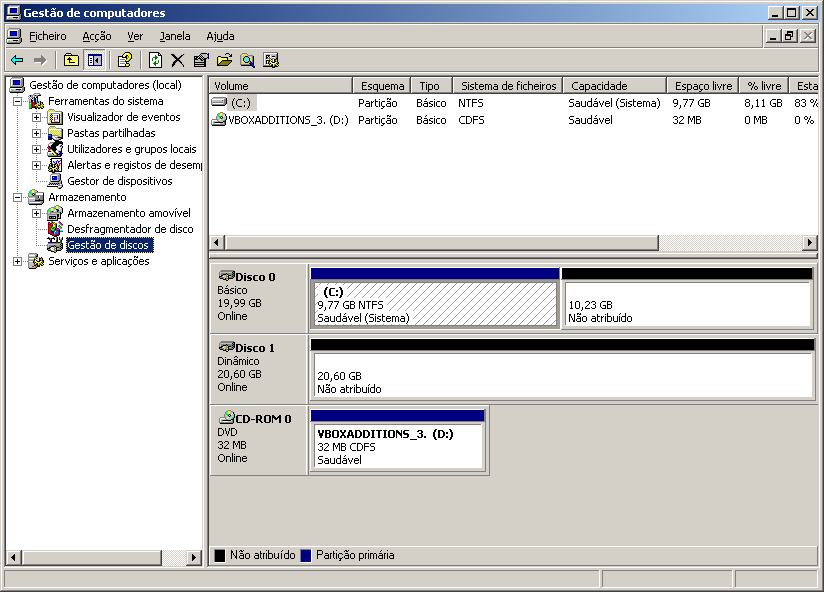 Gestão de computadores
Ficheiro Acção Ver Janela Ajuda
Gestão de computadores (local)
Ferramentas do sistema
Visualizador de eventos
Pastas partilhadas
Utilizadores e grupos locais
Alertas e registos de desem
Gestor de dispositivos
Armazenamento
Armazenamento amovível
Desfragmentador de disco
Gestão de discos
Serviços e aplicações
Volume Esquema Tipo Sistema de ficheiros Capacidade Espaço livre % livre Esta
(C:) Partição Básico NTFS Saudável (Sistema) 9,77 GB 8,11 GB 83 %
VBOXADDITIONS_3. (D:) Partição Básico CDFS Saudável 32 MB 0 MB 0 %
Disco 0
Básico
19,99 GB
Online
(C:)
9,77 GB NTFS
Saudável (Sistema)
10,23 GB
Não atribuído
Disco 1
Dinâmico
20,60 GB
Online
20,60 GB
Não atribuído
CD-ROM 0
DVD
32 MB
Online
VBOXADDITIONS_3. (D:)
32 MB CDFS
Saudável
Não atribuído Partição primária